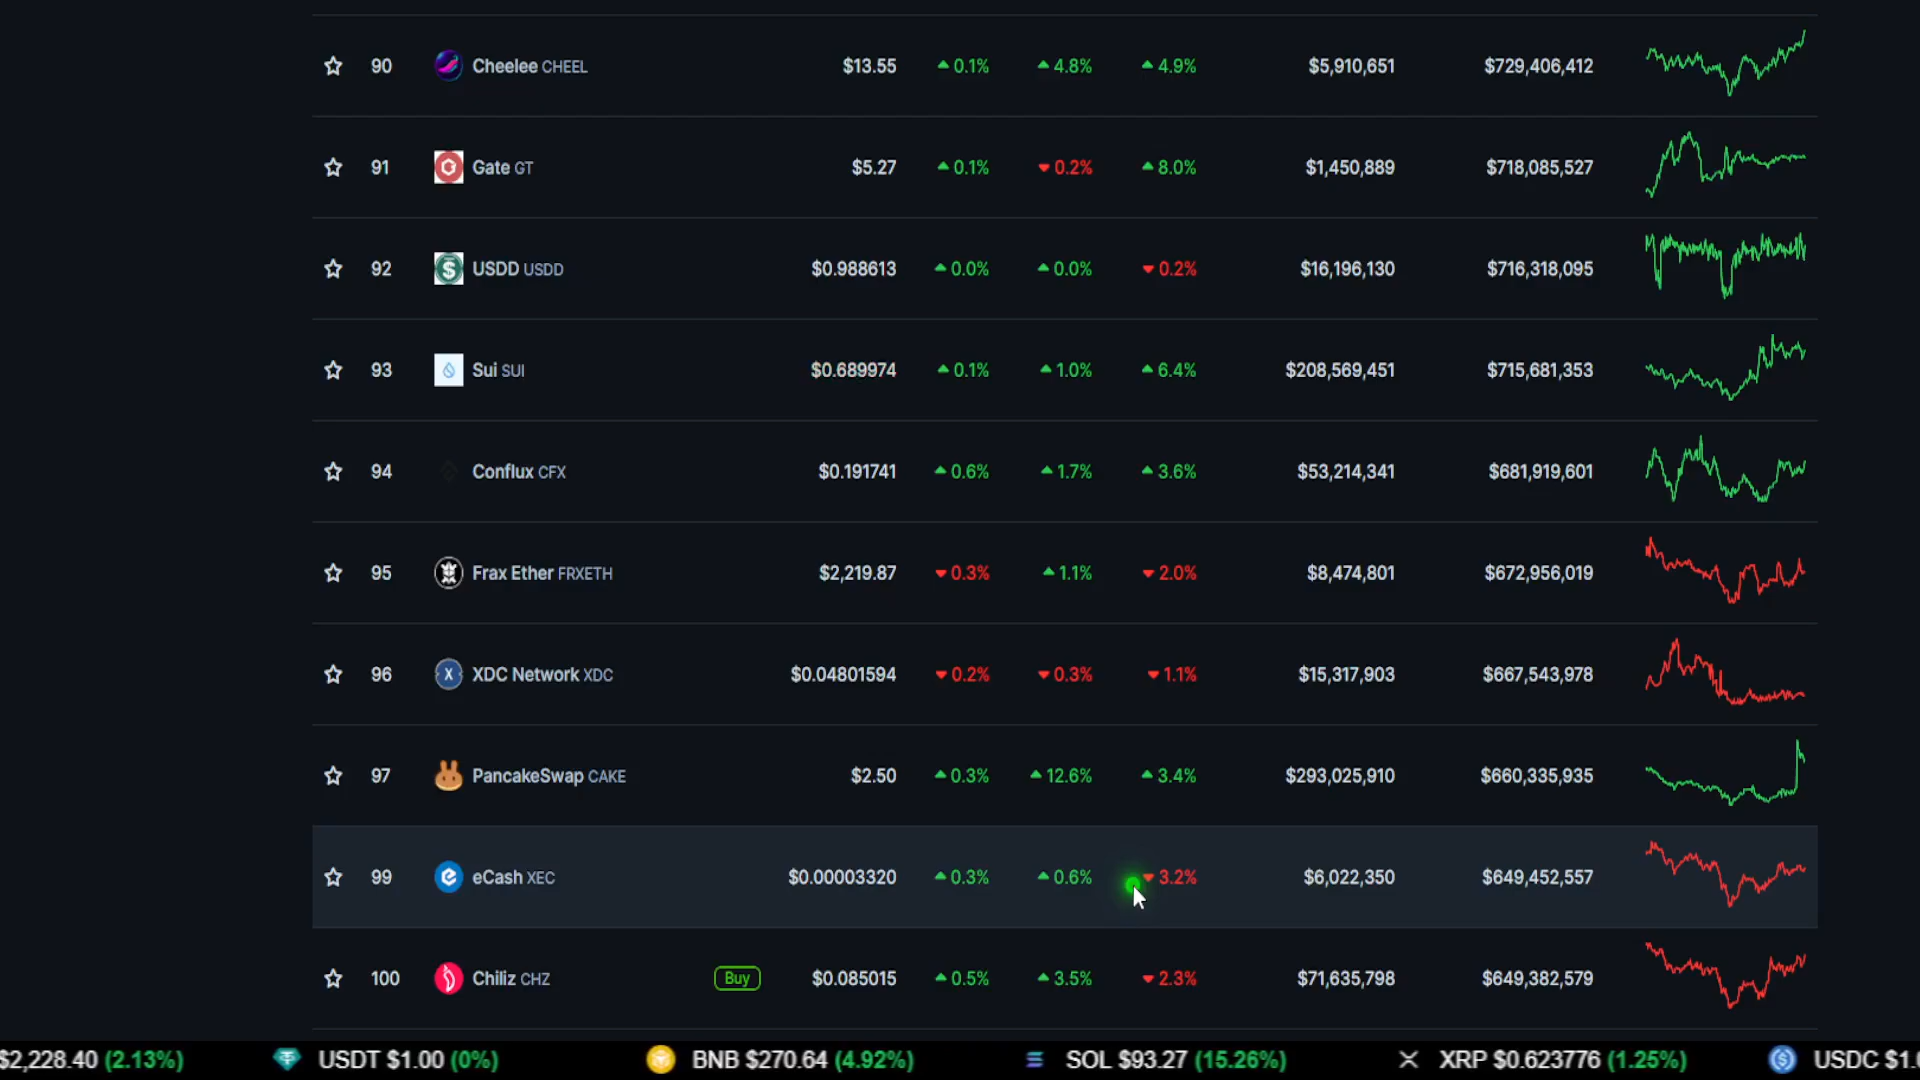 90 Cheelee CHEEL $13.55 0.1% 4.8% 4.9% $5,910,651 $729,406,412
91 Gate GT $5.27 0.1% 0.2% 8.0% $1,450,889 $718,085,527
92 USDD USDD $0.988613 0.0% 0.0% 0.2% $16,196,130 $716,318,095
93 Sui SUI $0.689974 0.1% 1.0% 6.4% $208,569,451 $715,681,353
94 Conflux CFX $0.191741 0.6% 1.7% 3.6% $53,214,341 $681,919,601
95 Frax Ether FRXETH $2,219.87 0.3% 1.1% 2.0% $8,474,801 $672,956,019
96 XDC Network XDC $0.04801594 0.2% 0.3% 1.1% $15,317,903 $667,543,978
97 PancakeSwap CAKE $2.50 0.3% 12.6% 3.4% $293,025,910 $660,335,935
99 eCash XEC $0.00003320 0.3% 0.6% 3.2% $6,022,350 $649,452,557
100 Chiliz CHZ Buy $0.085015 0.5% 3.5% 2.3% $71,635,798 $649,382,579
$2,228.40 (2.13%) USDT $1.00 (0%) BNB $270.64 (4.92%) SOL $93.27 (15.26%) XRP $0.623776 (1.25%) USDC $1.0